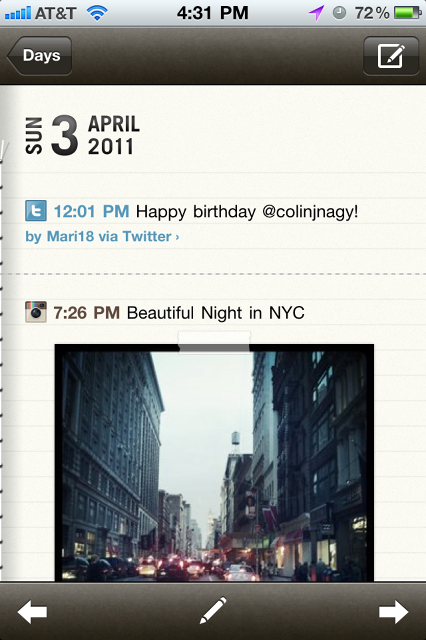 AT&T 4:31 PM 72%
Days
SUN 3 APRIL 2011
12:01 PM Happy birthday @colinjnagy!
by Mari18 via Twitter ›
7:26 PM Beautiful Night in NYC